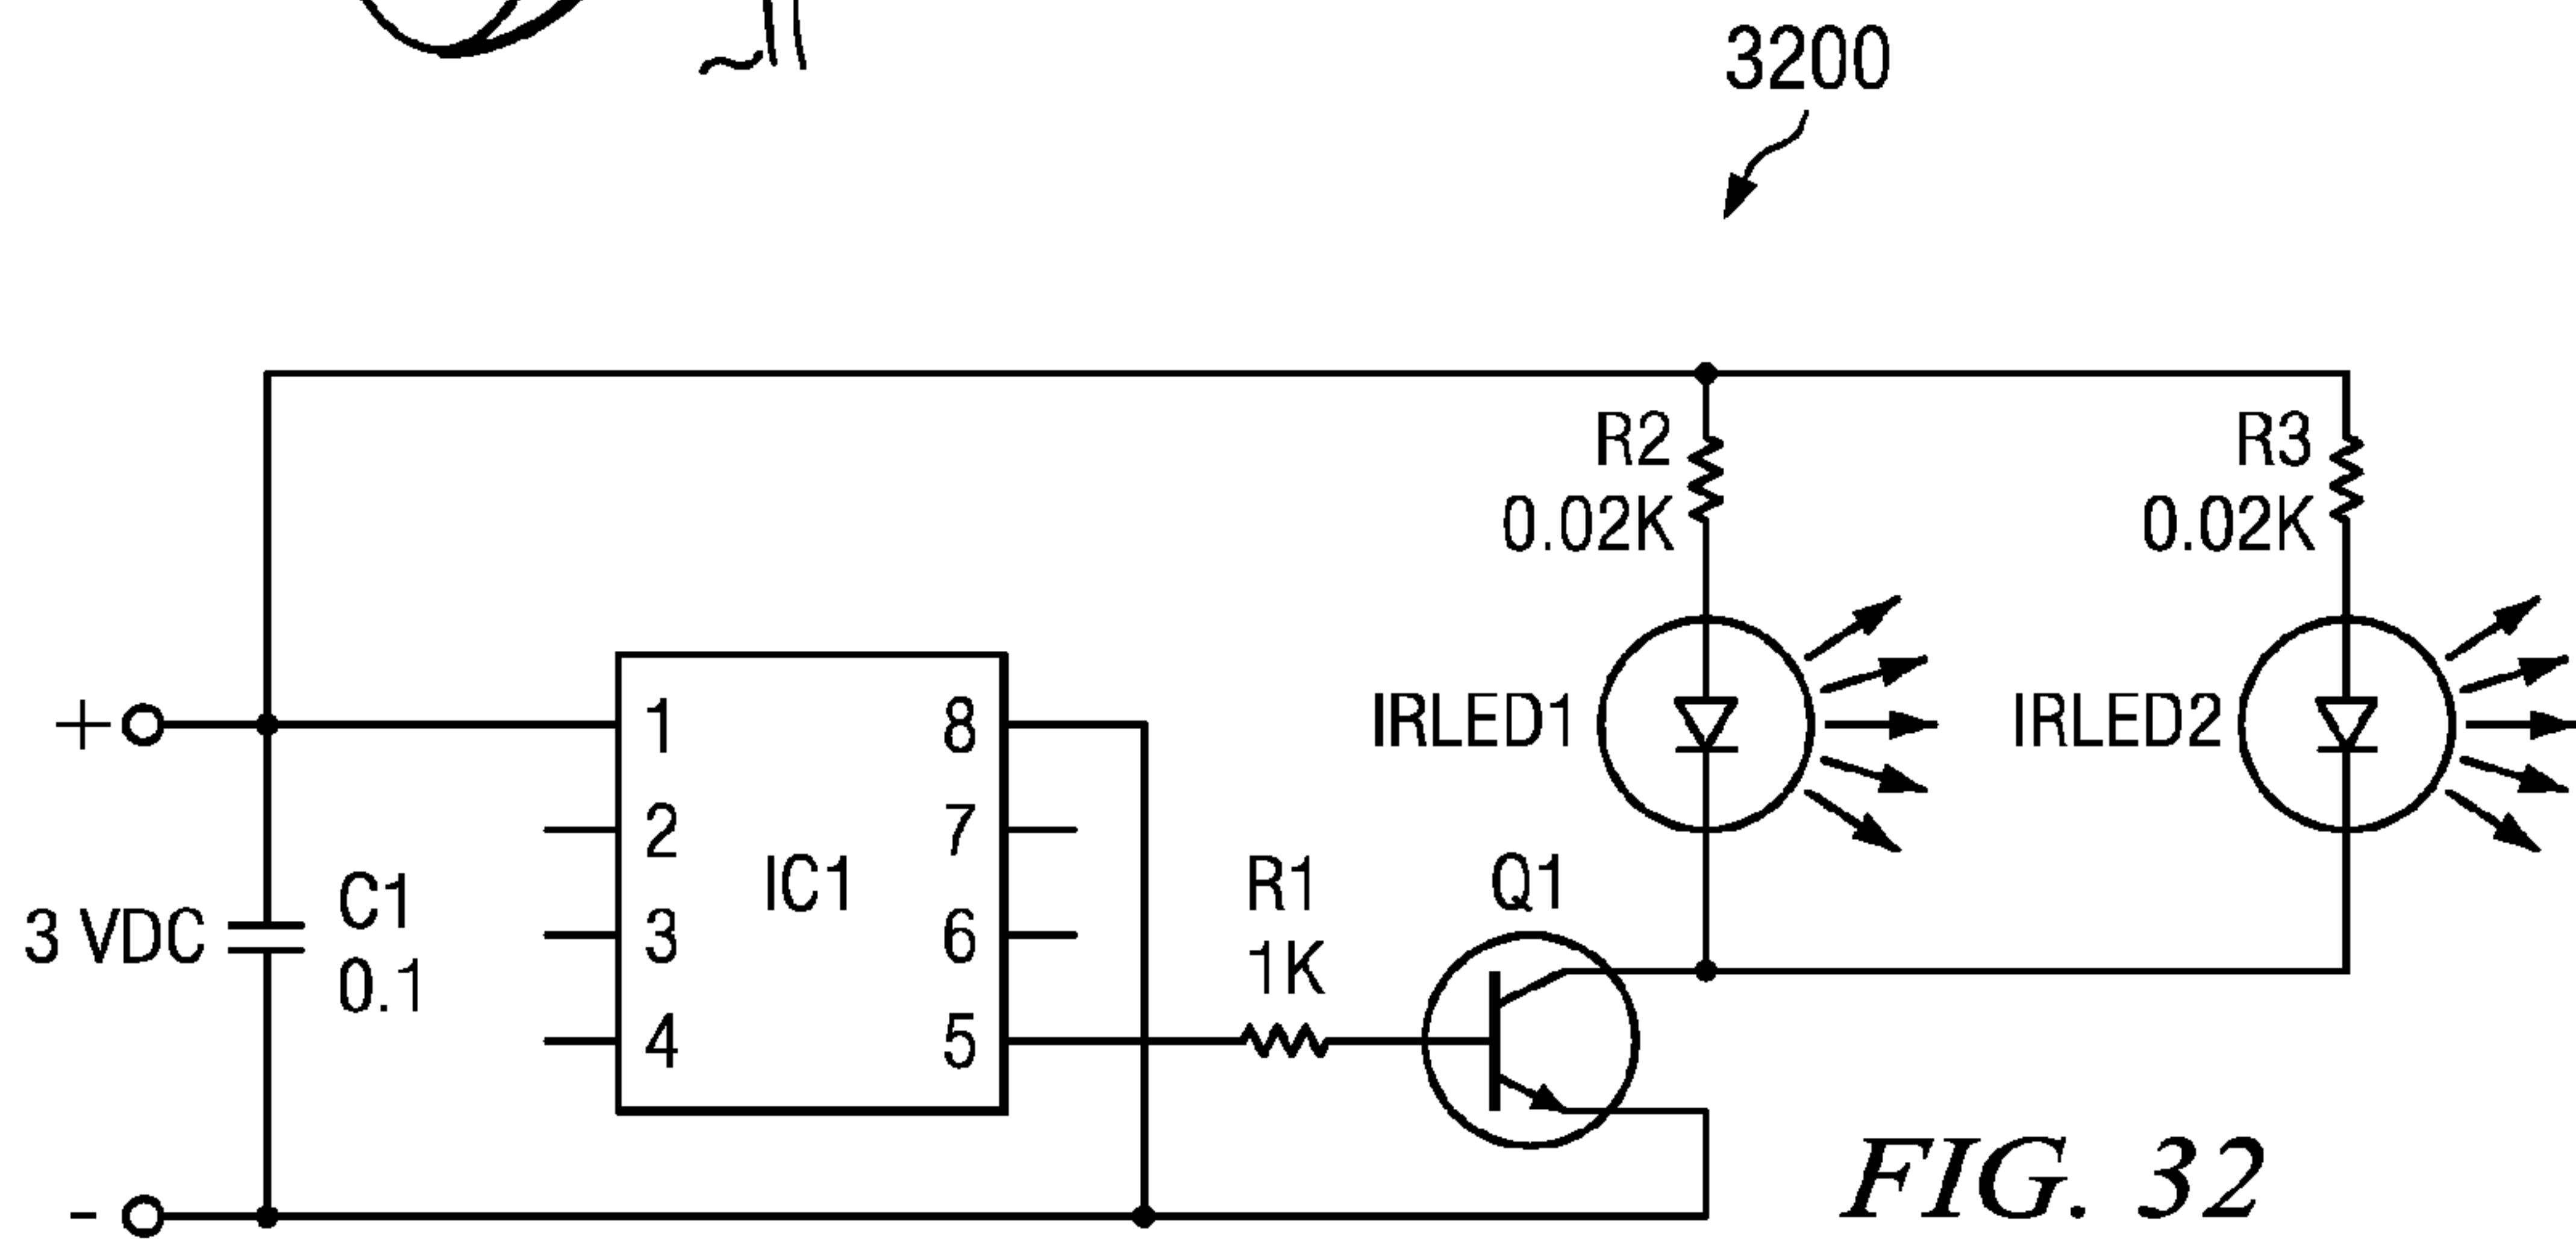 3200
R2
0.02K
R3
0.02K
IRLED1
IRLED2
+
1
2
3
4
IC1
8
7
6
5
3 VDC
C1
0.1
R1
1K
Q1
-
FIG. 32